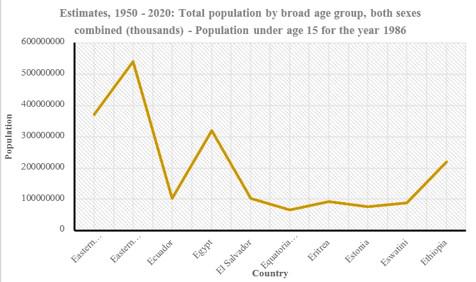 Estimates, 1950 - 2020: Total population by broad age group, both sexes
combined (thousands) - Population under age 15 for the year 1986
600000000
500000000
400000000
300000000
200000000
100000000
0
Population
Eastern…
Eastern…
Ecuador
Egypt
El Salvador
Equatoria…
Eritrea
Estonia
Eswatini
Ethiopia
Country